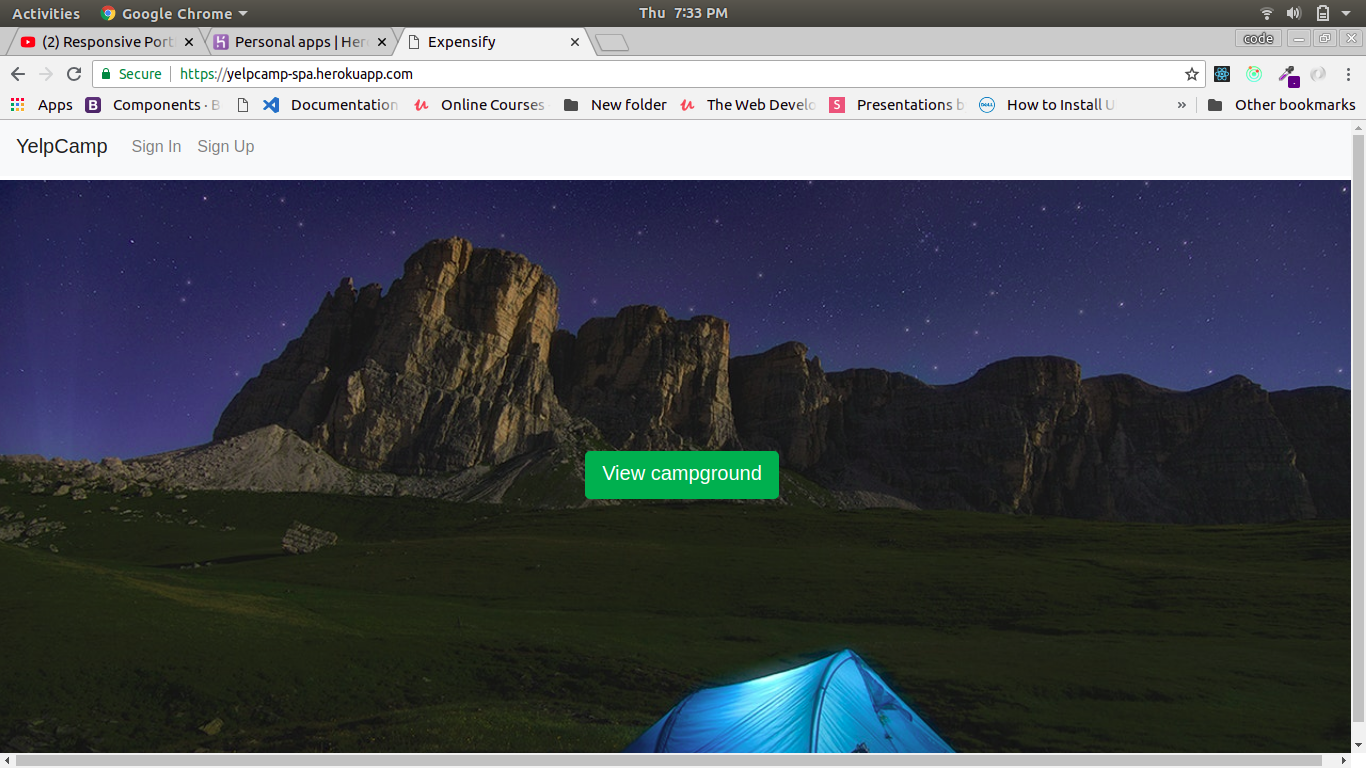 Activities Google Chrome Thu 7:33 PM
(2) Responsive Port Personal apps | Her Expensify code
Secure https://yelpcamp-spa.herokuapp.com
Apps B Components · B Documentation Online Courses New folder The Web Develo S Presentations b DELL How to Install U » Other bookmarks
YelpCamp Sign In Sign Up
View campground